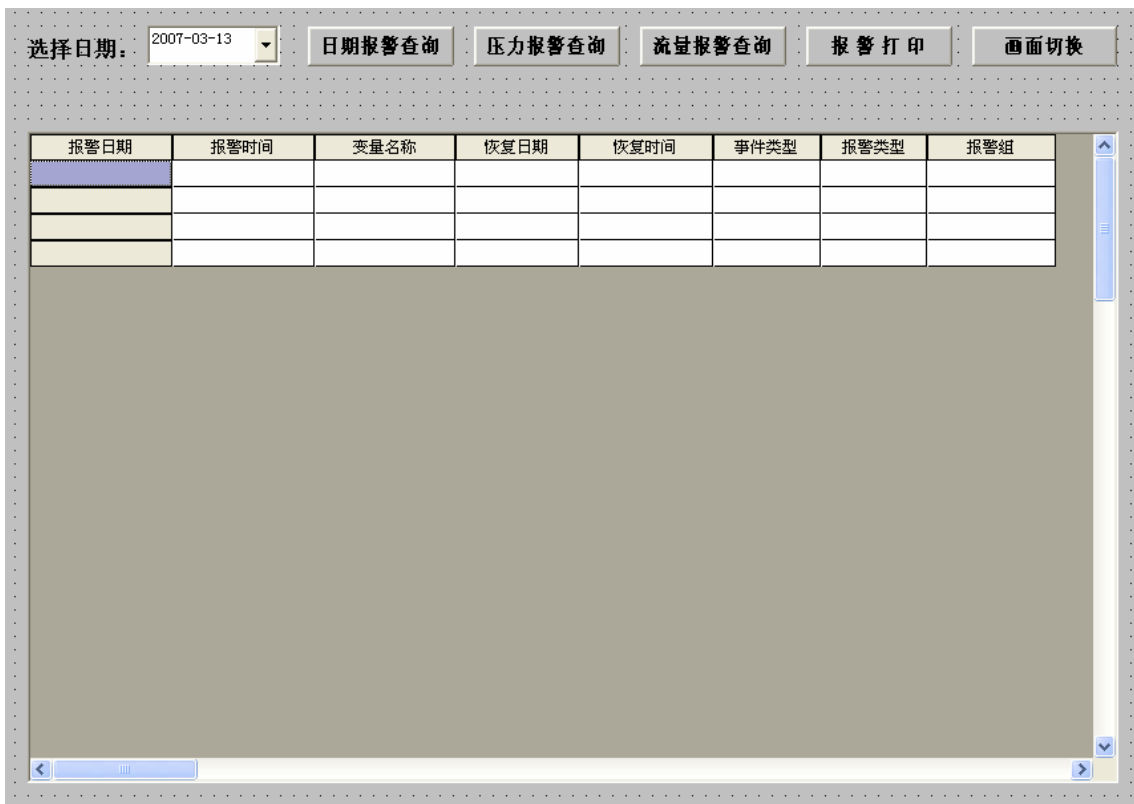 选择日期: 2007-03-13 日期报警查询 压力报警查询 流量报警查询 报警打印 画面切换
报警日期 报警时间 变量名称 恢复日期 恢复时间 事件类型 报警类型 报警组